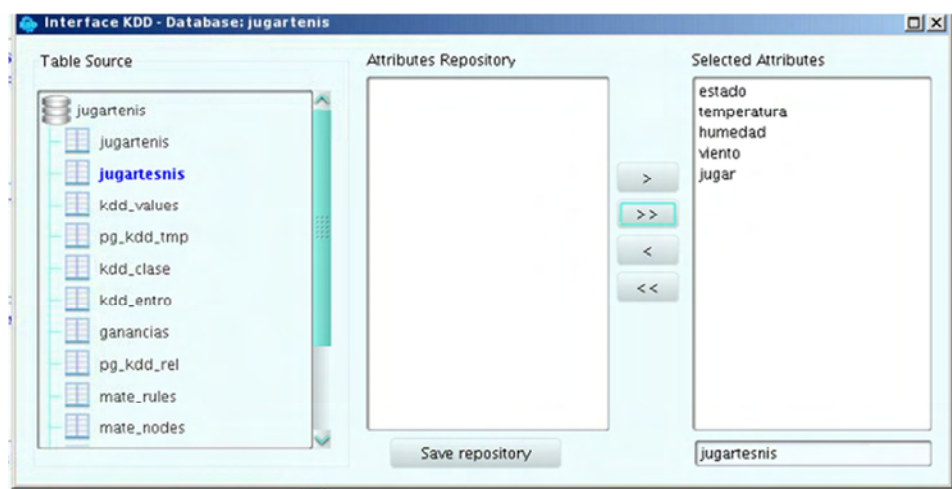 Interface KDD - Database: jugartenis
Table Source
jugartenis
jugartenis
jugartesnis
kdd_values
pg_kdd_tmp
kdd_clase
kdd_entro
ganancias
pg_kdd_rel
mate_rules
mate_nodes
Attributes Repository
>
>>
<
<<
Save repository
Selected Attributes
estado
temperatura
humedad
viento
jugar
jugartesnis